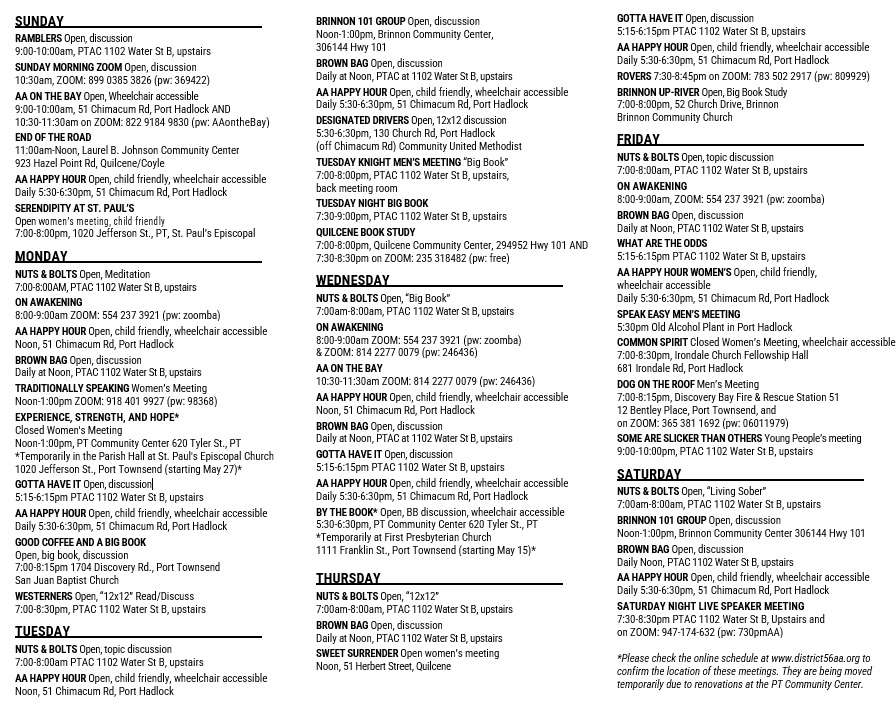 SUNDAY
RAMBLERS Open, discussion
9:00-10:00am, PTAC 1102 Water St B, upstairs
SUNDAY MORNING ZOOM Open, discussion
10:30am, ZOOM: 899 0385 3826 (pw: 369422)
AA ON THE BAY Open, Wheelchair accessible
9:00-10:00am, 51 Chimacum Rd, Port Hadlock AND
10:30-11:30am on ZOOM: 822 9184 9830 (pw: AAontheBay)
END OF THE ROAD
11:00am-Noon, Laurel B. Johnson Community Center
923 Hazel Point Rd, Quilcene/Coyle
AA HAPPY HOUR Open, child friendly, wheelchair accessible
Daily 5:30-6:30pm, 51 Chimacum Rd, Port Hadlock
SERENDIPITY AT ST. PAUL'S
Open women's meeting, child friendly
7:00-8:00pm, 1020 Jefferson St., PT, St. Paul's Episcopal
MONDAY
NUTS & BOLTS Open, Meditation
7:00-8:00AM, PTAC 1102 Water St B, upstairs
ON AWAKENING
8:00-9:00am ZOOM: 554 237 3921 (pw: zoomba)
AA HAPPY HOUR Open, child friendly, wheelchair accessible
Noon, 51 Chimacum Rd, Port Hadlock
BROWN BAG Open, discussion
Daily at Noon, PTAC 1102 Water St B, upstairs
TRADITIONALLY SPEAKING Women's Meeting
Noon-1:00pm ZOOM: 918 401 9927 (pw: 98368)
EXPERIENCE, STRENGTH, AND HOPE*
Closed Women's Meeting
Noon-1:00pm, PT Community Center 620 Tyler St., PT
*Temporarily in the Parish Hall at St. Paul's Episcopal Church
1020 Jefferson St., Port Townsend (starting May 27)*
GOTTA HAVE IT Open, discussion
5:15-6:15pm PTAC 1102 Water St B, upstairs
AA HAPPY HOUR Open, child friendly, wheelchair accessible
Daily 5:30-6:30pm, 51 Chimacum Rd, Port Hadlock
GOOD COFFEE AND A BIG BOOK
Open, big book, discussion
7:00-8:15pm 1704 Discovery Rd., Port Townsend
San Juan Baptist Church
WESTERNERS Open, "12x12" Read/Discuss
7:00-8:30pm, PTAC 1102 Water St B, upstairs
TUESDAY
NUTS & BOLTS Open, topic discussion
7:00-8:00am PTAC 1102 Water St B, upstairs
AA HAPPY HOUR Open, child friendly, wheelchair accessible
Noon, 51 Chimacum Rd, Port Hadlock
BRINNON 101 GROUP Open, discussion
Noon-1:00pm, Brinnon Community Center,
306144 Hwy 101
BROWN BAG Open, discussion
Daily at Noon, PTAC at 1102 Water St B, upstairs
AA HAPPY HOUR Open, child friendly, wheelchair accessible
Daily 5:30-6:30pm, 51 Chimacum Rd, Port Hadlock
DESIGNATED DRIVERS Open, 12x12 discussion
5:30-6:30pm, 130 Church Rd, Port Hadlock
(off Chimacum Rd) Community United Methodist
TUESDAY KNIGHT MEN'S MEETING "Big Book"
7:00-8:00pm, PTAC 1102 Water St B, upstairs,
back meeting room
TUESDAY NIGHT BIG BOOK
7:30-9:00pm, PTAC 1102 Water St B, upstairs
QUILCENE BOOK STUDY
7:00-8:00pm, Quilcene Community Center, 294952 Hwy 101 AND
7:30-8:30pm on ZOOM: 235 318482 (pw: free)
WEDNESDAY
NUTS & BOLTS Open, "Big Book"
7:00am-8:00am, PTAC 1102 Water St B, upstairs
ON AWAKENING
8:00-9:00am ZOOM: 554 237 3921 (pw: zoomba)
& ZOOM: 814 2277 0079 (pw: 246436)
AA ON THE BAY
10:30-11:30am ZOOM: 814 2277 0079 (pw: 246436)
AA HAPPY HOUR Open, child friendly, wheelchair accessible
Noon, 51 Chimacum Rd, Port Hadlock
BROWN BAG Open, discussion
Daily at Noon, PTAC at 1102 Water St B, upstairs
GOTTA HAVE IT Open, discussion
5:15-6:15pm PTAC 1102 Water St B, upstairs
AA HAPPY HOUR Open, child friendly, wheelchair accessible
Daily 5:30-6:30pm, 51 Chimacum Rd, Port Hadlock
BY THE BOOK* Open, BB discussion, wheelchair accessible
5:30-6:30pm, PT Community Center 620 Tyler St., PT
*Temporarily at First Presbyterian Church
1111 Franklin St., Port Townsend (starting May 15)*
THURSDAY
NUTS & BOLTS Open, "12x12"
7:00am-8:00am, PTAC 1102 Water St B, upstairs
BROWN BAG Open, discussion
Daily at Noon, PTAC at 1102 Water St B, upstairs
SWEET SURRENDER Open women's meeting
Noon, 51 Herbert Street, Quilcene
GOTTA HAVE IT Open, discussion
5:15-6:15pm PTAC 1102 Water St B, upstairs
AA HAPPY HOUR Open, child friendly, wheelchair accessible
Daily 5:30-6:30pm, 51 Chimacum Rd, Port Hadlock
ROVERS 7:30-8:45pm on ZOOM: 783 502 2917 (pw: 809929)
BRINNON UP-RIVER Open, Big Book Study
7:00-8:00pm, 52 Church Drive, Brinnon
Brinnon Community Church
FRIDAY
NUTS & BOLTS Open, topic discussion
7:00-8:00am, PTAC 1102 Water St B, upstairs
ON AWAKENING
8:00-9:00am, ZOOM: 554 237 3921 (pw: zoomba)
BROWN BAG Open, discussion
Daily at Noon, PTAC 1102 Water St B, upstairs
WHAT ARE THE ODDS
5:15-6:15pm PTAC 1102 Water St B, upstairs
AA HAPPY HOUR WOMEN'S Open, child friendly,
wheelchair accessible
Daily 5:30-6:30pm, 51 Chimacum Rd, Port Hadlock
SPEAK EASY MEN'S MEETING
5:30pm Old Alcohol Plant in Port Hadlock
COMMON SPIRIT Closed Women's Meeting, wheelchair accessible
7:00-8:30pm, Irondale Church Fellowship Hall
681 Irondale Rd, Port Hadlock
DOG ON THE ROOF Men's Meeting
7:00-8:15pm, Discovery Bay Fire & Rescue Station 51
12 Bentley Place, Port Townsend, and
on ZOOM: 365 381 1692 (pw: 06011979)
SOME ARE SLICKER THAN OTHERS Young People's meeting
9:00-10:00pm, PTAC 1102 Water St B, upstairs
SATURDAY
NUTS & BOLTS Open, "Living Sober"
7:00am-8:00am, PTAC 1102 Water St B, upstairs
BRINNON 101 GROUP Open, discussion
Noon-1:00pm, Brinnon Community Center 306144 Hwy 101
BROWN BAG Open, discussion
Daily Noon, PTAC 1102 Water St B, upstairs
AA HAPPY HOUR Open, child friendly, wheelchair accessible
Daily 5:30-6:30pm, 51 Chimacum Rd, Port Hadlock
SATURDAY NIGHT LIVE SPEAKER MEETING
7:30-8:30pm PTAC 1102 Water St B, Upstairs and
on ZOOM: 947-174-632 (pw: 730pmAA)
*Please check the online schedule at www.district56aa.org to
confirm the location of these meetings. They are being moved
temporarily due to renovations at the PT Community Center.